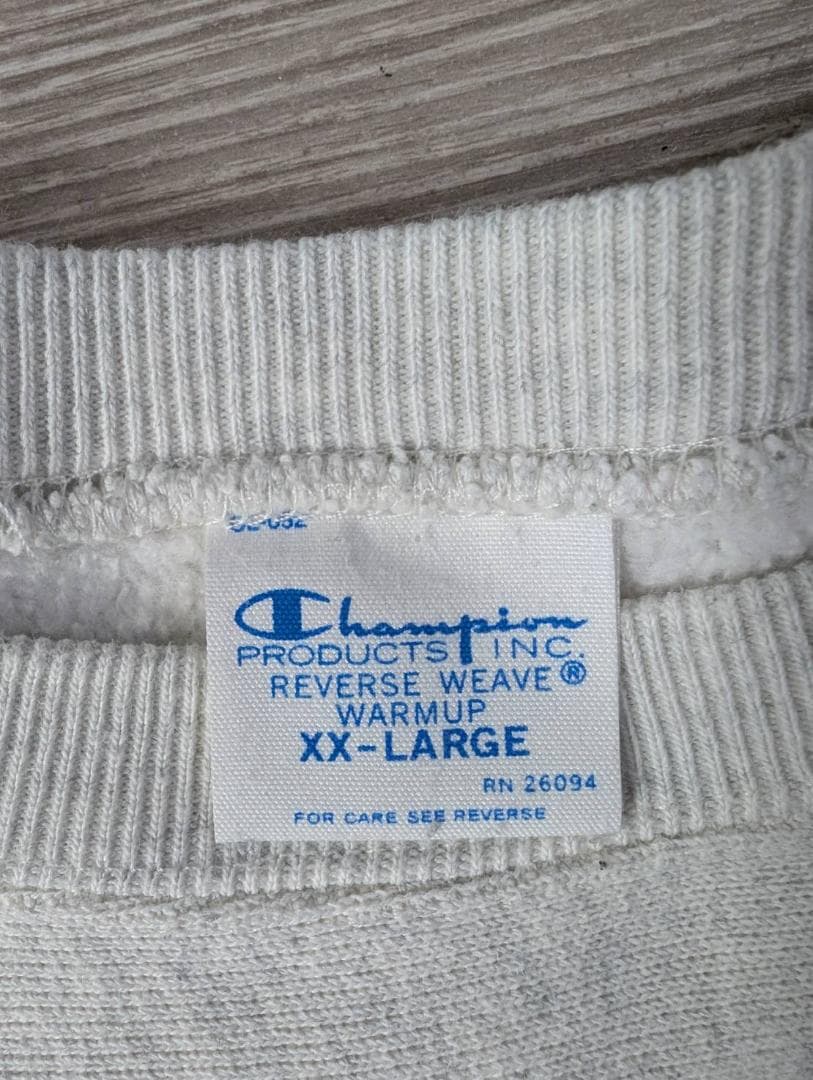 Champion
PRODUCTS INC.
REVERSE WEAVE®
WARMUP
XX-LARGE
RN 26094
FOR CARE SEE REVERSE